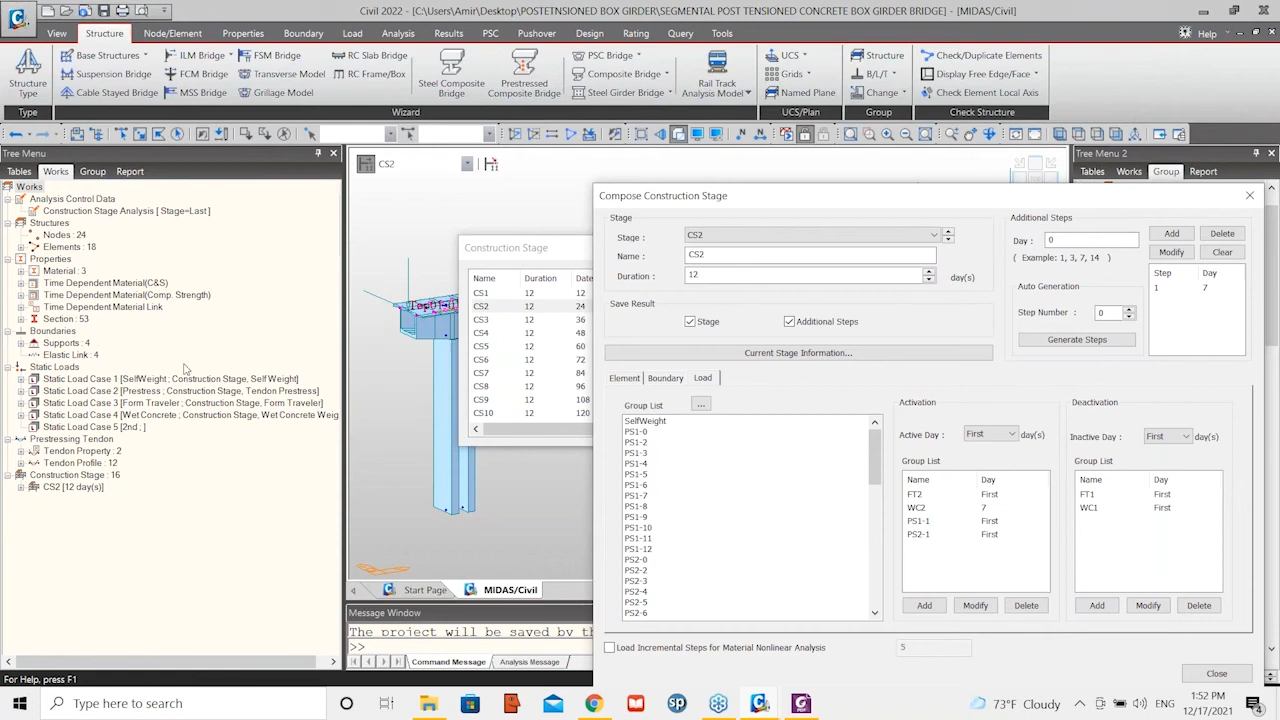 Civil 2022 - [C:\Users\Amir\Desktop\POSTETENSIONED BOX GIRDER\SEGMENTAL POST TENSIONED CONCRETE BOX GIRDER BRIDGE] - [MIDAS/Civil]
View Structure Node/Element Properties Boundary Load Analysis Results PSC Pushover Design Rating Query Tools Help
Base Structures ILM Bridge FSM Bridge RC Slab Bridge PSC Bridge UCS Structure Check/Duplicate Elements
Structure Type Suspension Bridge FCM Bridge Transverse Model RC Frame/Box Steel Composite Bridge Prestressed Composite Bridge Composite Bridge Rail Track Analysis Model Grids B/L/T Display Free Edge/Face
Cable Stayed Bridge MSS Bridge Grillage Model Steel Girder Bridge Named Plane Change Check Element Local Axis
Type Wizard UCS/Plan Group Check Structure
Tree Menu
Tables Works Group Report
Works
Analysis Control Data
Construction Stage Analysis [ Stage=Last ]
Structures
Nodes : 24
Elements : 18
Properties
Material : 3
Time Dependent Material(C&S)
Time Dependent Material(Comp. Strength)
Time Dependent Material Link
Section : 53
Boundaries
Supports : 4
Elastic Link : 4
Static Loads
Static Load Case 1 [SelfWeight ; Construction Stage, Self Weight]
Static Load Case 2 [Prestress ; Construction Stage, Tendon Prestress]
Static Load Case 3 [Form Traveler ; Construction Stage, Form Traveler]
Static Load Case 4 [Wet Concrete ; Construction Stage, Wet Concrete Weig
Static Load Case 5 [2nd ; ]
Prestressing Tendon
Tendon Property : 2
Tendon Profile : 12
Construction Stage : 16
CS2 [12 day(s)]
CS2
Construction Stage
Name Duration Date
CS1 12 12
CS2 12 24
CS3 12 36
CS4 12 48
CS5 12 60
CS6 12 72
CS7 12 84
CS8 12 96
CS9 12 108
CS10 12 120
Start Page MIDAS/Civil
Message Window
The project will be saved by th
>>
Command Message Analysis Message
Tree Menu 2
Tables Works Group Report
Compose Construction Stage
Stage
Stage : CS2
Name : CS2
Duration : 12 day(s)
Save Result
Stage Additional Steps
Current Stage Information...
Additional Steps
Day : 0 Add Delete
( Example: 1, 3, 7, 14 ) Modify Clear
Auto Generation
Step Number : 0
Generate Steps
Step Day
1 7
Element Boundary Load
Group List ...
SelfWeight
PS1-0
PS1-2
PS1-3
PS1-4
PS1-5
PS1-6
PS1-7
PS1-8
PS1-9
PS1-10
PS1-11
PS1-12
PS2-0
PS2-2
PS2-3
PS2-4
PS2-5
PS2-6
Activation
Active Day : First day(s)
Group List
Name Day
FT2 First
WC2 7
PS1-1 First
PS2-1 First
Add Modify Delete
Deactivation
Inactive Day : First day(s)
Group List
Name Day
FT1 First
WC1 First
Add Modify Delete
Load Incremental Steps for Material Nonlinear Analysis 5
Close
For Help, press F1
Type here to search
73°F Cloudy
ENG
1:52 PM
12/17/2021
4